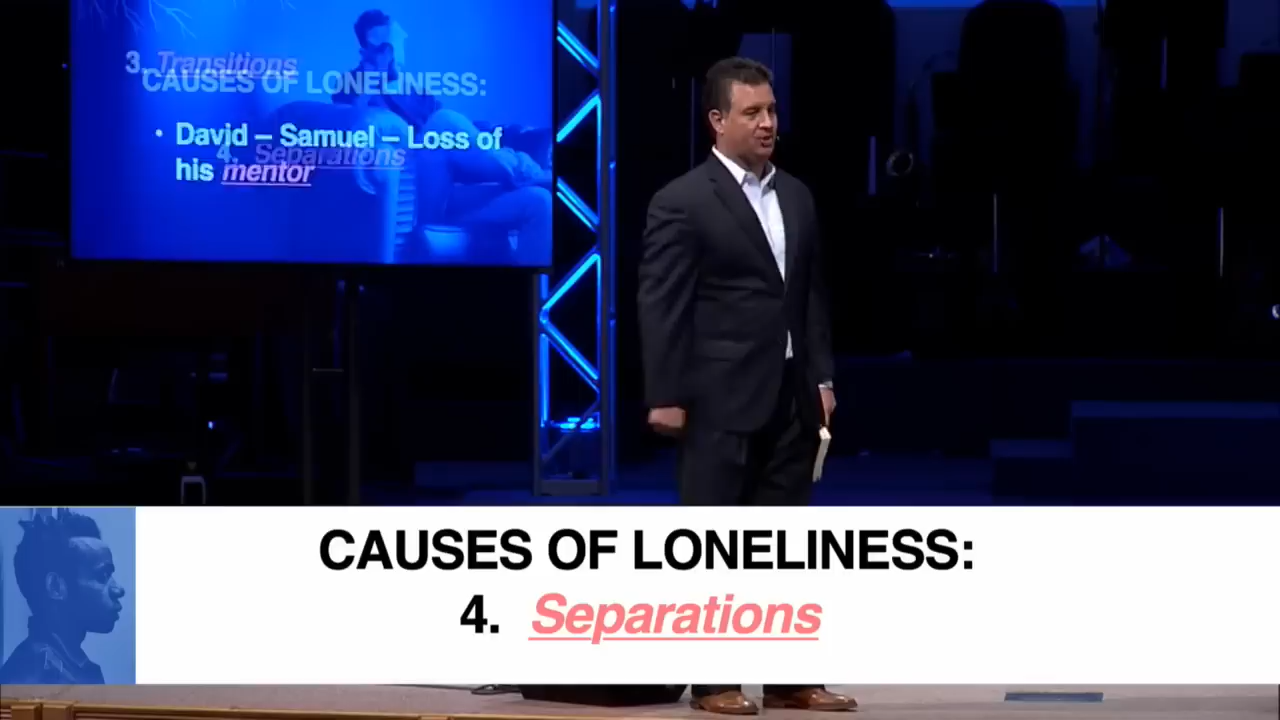 3. Transitions
CAUSES OF LONELINESS:
• David – Samuel – Loss of
4. Separations
his mentor
CAUSES OF LONELINESS:
4. Separations